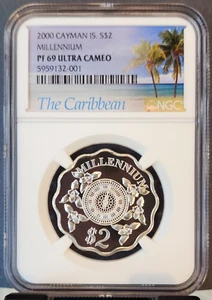 2000 CAYMAN IS. S$2
MILLENNIUM
PF 69 ULTRA CAMEO
5959132-001
The Caribbean
NGC
MILLENNIUM
$2